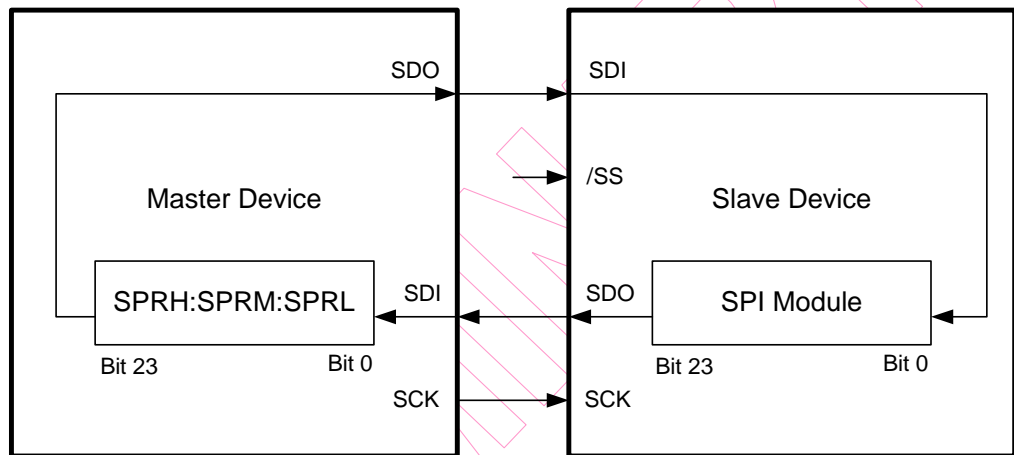 SDO
SDI
/SS
Master Device
Slave Device
SPRH:SPRM:SPRL
SDI
SDO
SPI Module
Bit 23
Bit 0
Bit 23
Bit 0
SCK
SCK